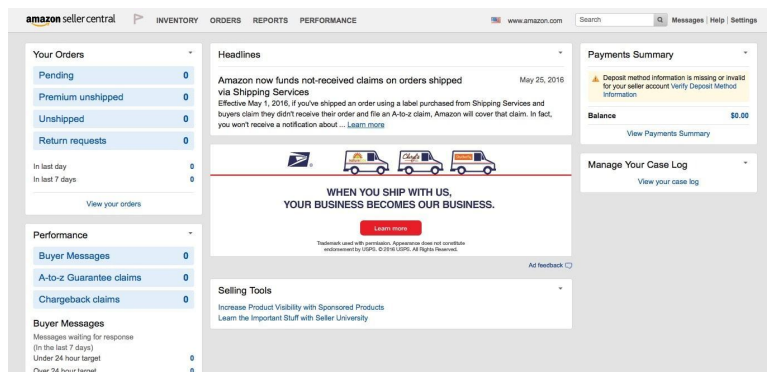 amazon seller central
INVENTORY ORDERS REPORTS PERFORMANCE
www.amazon.com
Search
Messages | Help | Settings
Your Orders
Pending 0
Premium unshipped 0
Unshipped 0
Return requests 0
In last day 0
In last 7 days 0
View your orders
Performance
Buyer Messages 0
A-to-z Guarantee claims 0
Chargeback claims 0
Buyer Messages
Messages waiting for response
(In the last 7 days)
Under 24 hour target 0
Over 24 hour target 0
Headlines
Amazon now funds not-received claims on orders shipped May 25, 2016
via Shipping Services
Effective May 1, 2016, if you've shipped an order using a label purchased from Shipping Services and
buyers claim they didn't receive their order and file an A-to-z claim, Amazon will cover that claim. In fact,
you won't receive a notification about ... Learn more
Cheryl's
WHEN YOU SHIP WITH US,
YOUR BUSINESS BECOMES OUR BUSINESS.
Learn more
Trademark used with permission. Appearance does not constitute
endorsement by USPS. © 2016 USPS. All Rights Reserved.
Ad feedback
Selling Tools
Increase Product Visibility with Sponsored Products
Learn the Important Stuff with Seller University
Payments Summary
Deposit method information is missing or invalid
for your seller account Verify Deposit Method
Information
Balance $0.00
View Payments Summary
Manage Your Case Log
View your case log